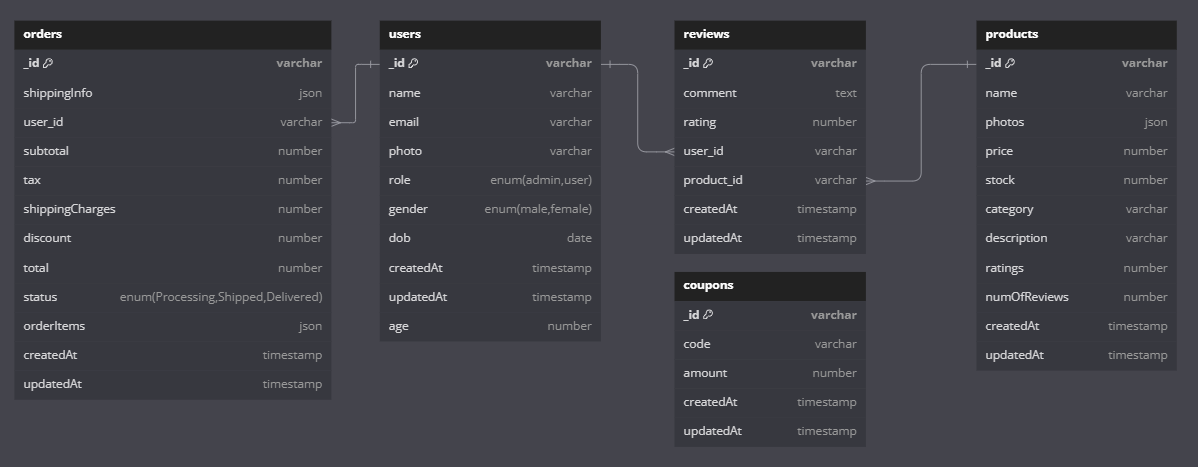 orders
_id varchar
shippingInfo json
user_id varchar
subtotal number
tax number
shippingCharges number
discount number
total number
status enum(Processing,Shipped,Delivered)
orderItems json
createdAt timestamp
updatedAt timestamp
users
_id varchar
name varchar
email varchar
photo varchar
role enum(admin,user)
gender enum(male,female)
dob date
createdAt timestamp
updatedAt timestamp
age number
reviews
_id varchar
comment text
rating number
user_id varchar
product_id varchar
createdAt timestamp
updatedAt timestamp
coupons
_id varchar
code varchar
amount number
createdAt timestamp
updatedAt timestamp
products
_id varchar
name varchar
photos json
price number
stock number
category varchar
description varchar
ratings number
numOfReviews number
createdAt timestamp
updatedAt timestamp